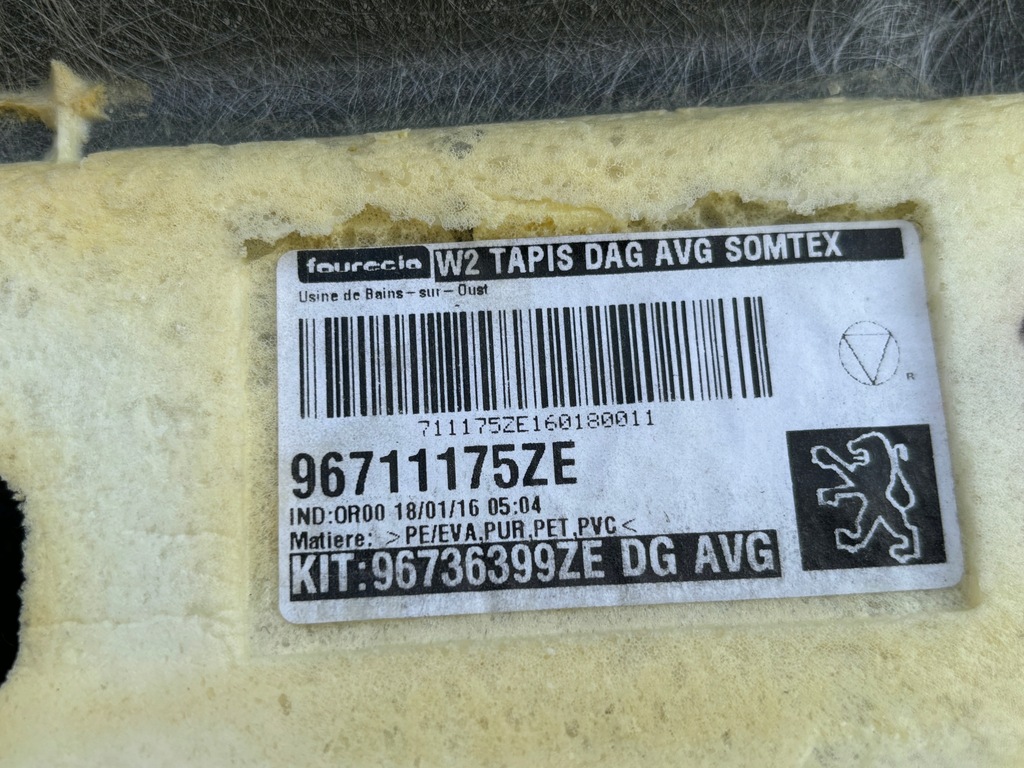 faurecia W2 TAPIS DAG AVG SOMTEX
Usine de Bains-sur-Oust
711175ZE160180011
R
96711175ZE
IND:OR00 18/01/16 05:04
Matiere: >PE/EVA,PUR,PET,PVC<
KIT:96736399ZE DG AVG